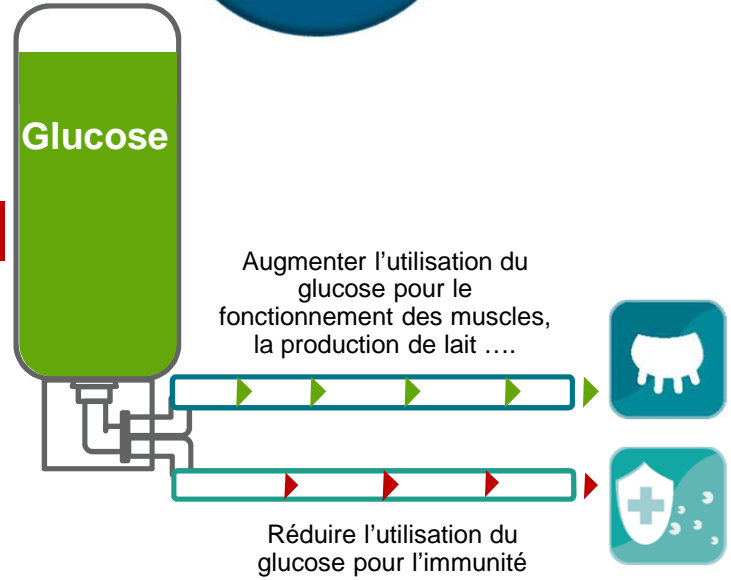 Glucose
Augmenter l’utilisation du
glucose pour le
fonctionnement des muscles,
la production de lait ….
Réduire l’utilisation du
glucose pour l’immunité